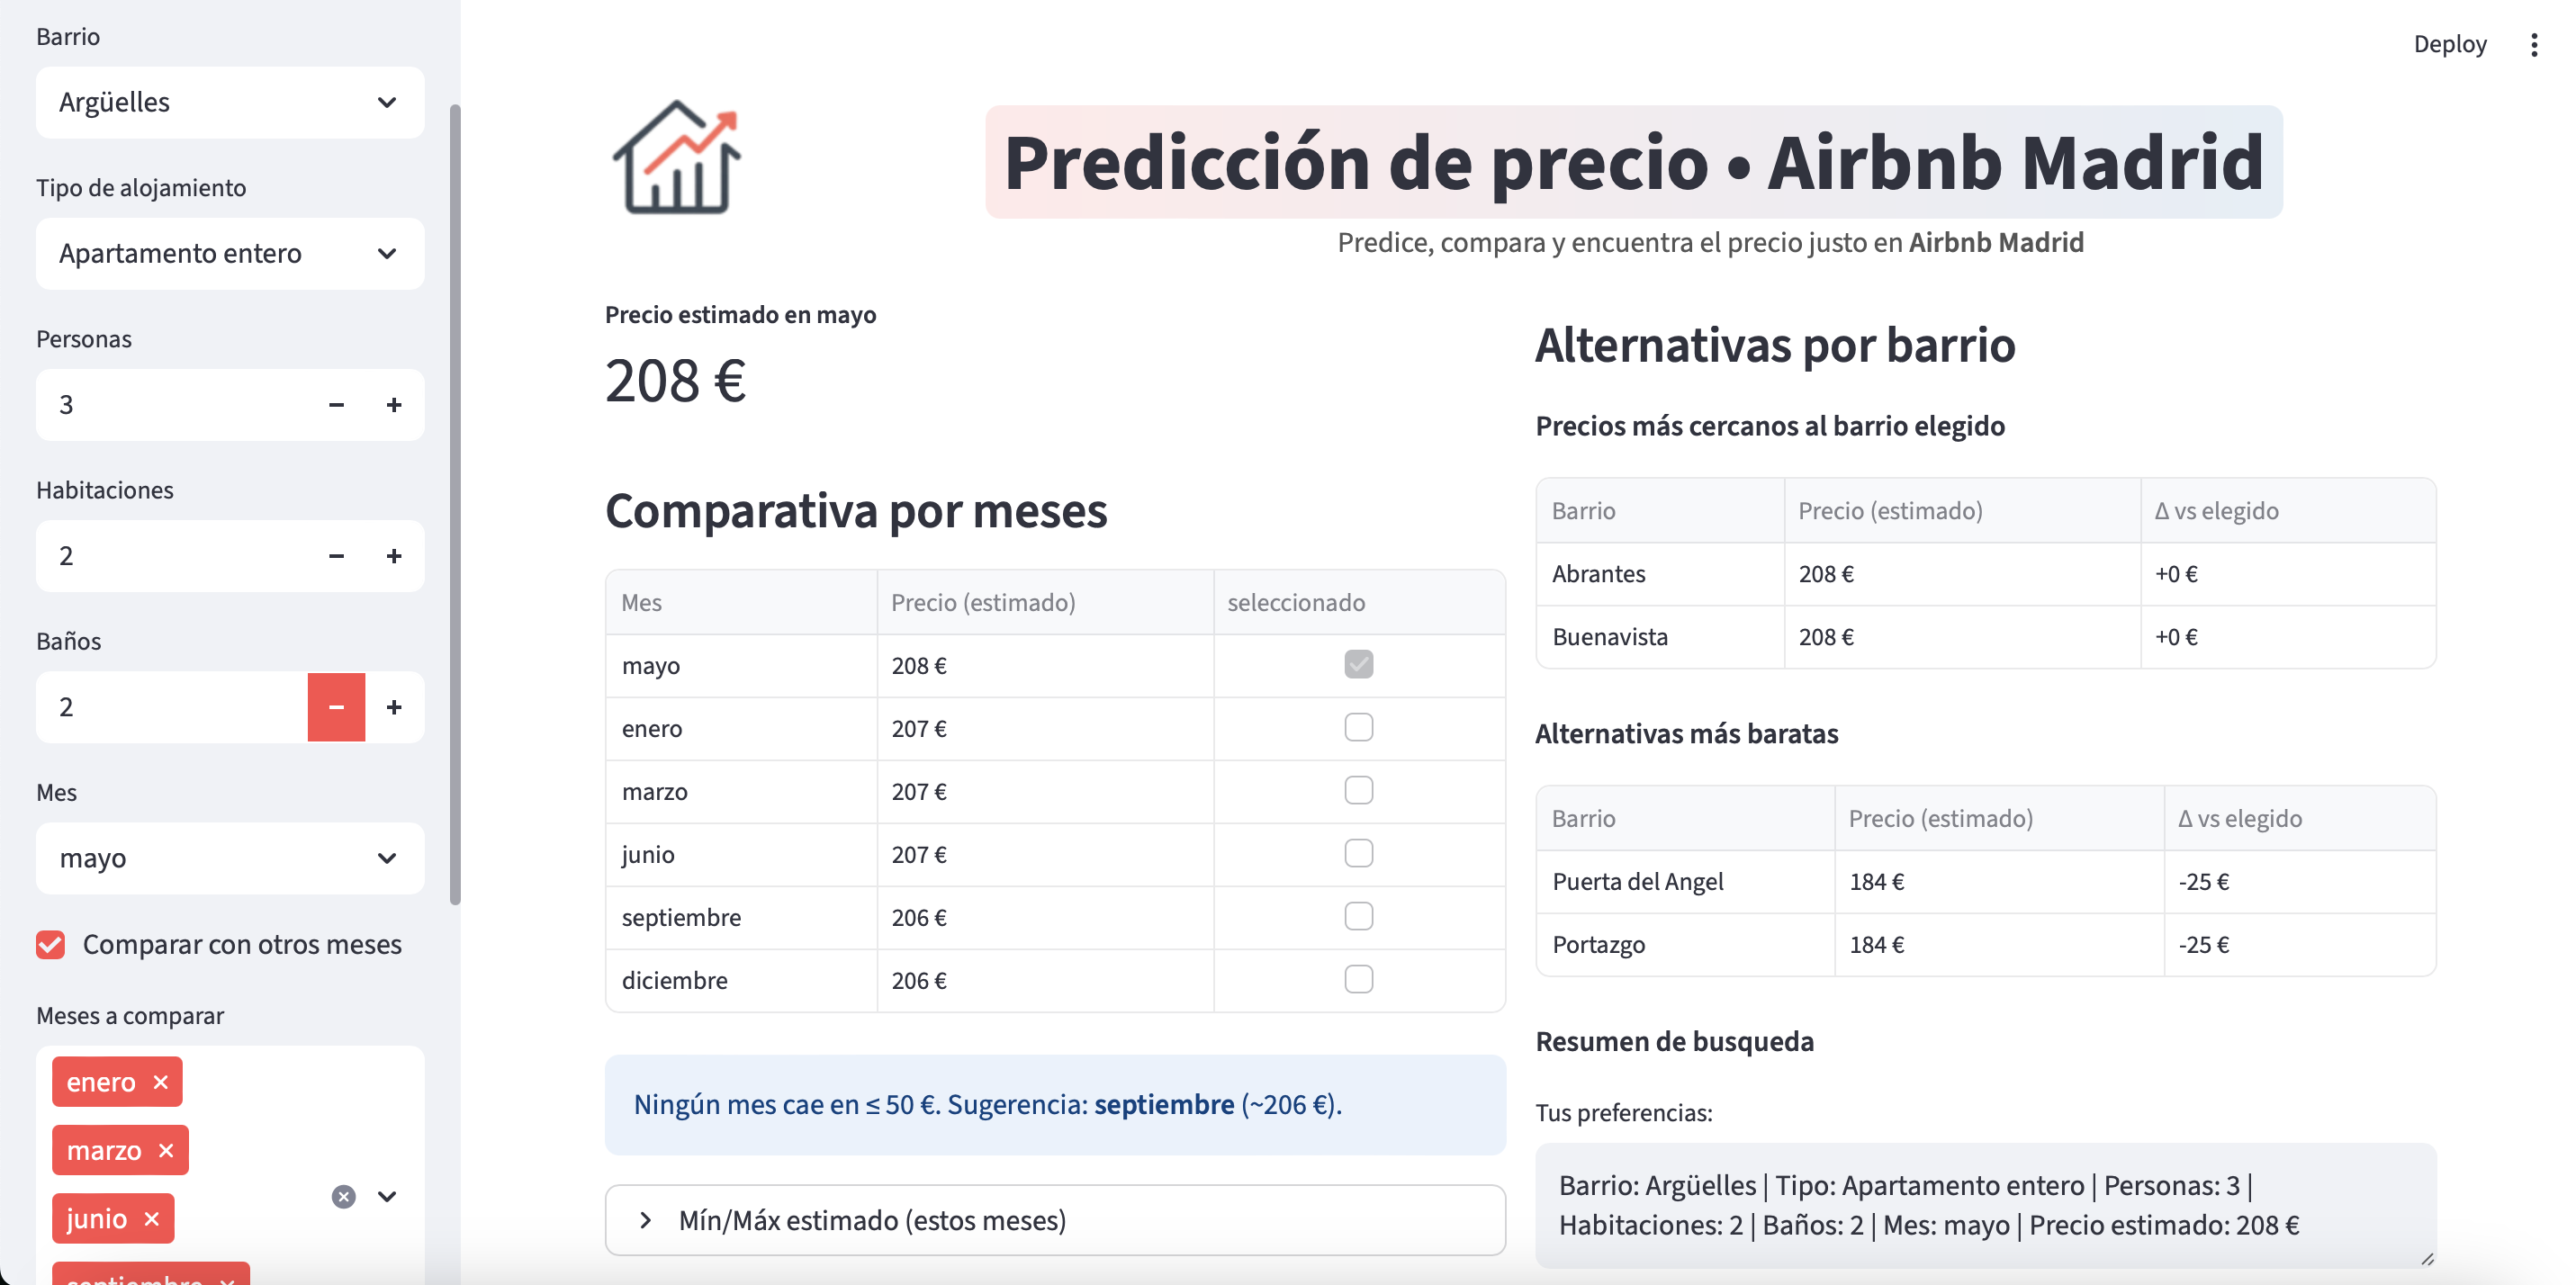 Barrio
Argüelles
Tipo de alojamiento
Apartamento entero
Personas
3 − +
Habitaciones
2 − +
Baños
2 − +
Mes
mayo
Comparar con otros meses
Meses a comparar
enero ×
marzo ×
junio ×
septiembre ×
Deploy
Predicción de precio • Airbnb Madrid
Predice, compara y encuentra el precio justo en Airbnb Madrid
Precio estimado en mayo
208 €
Comparativa por meses
Mes Precio (estimado) seleccionado
mayo 208 €
enero 207 €
marzo 207 €
junio 207 €
septiembre 206 €
diciembre 206 €
Ningún mes cae en ≤ 50 €. Sugerencia: septiembre (~206 €).
Mín/Máx estimado (estos meses)
Alternativas por barrio
Precios más cercanos al barrio elegido
Barrio Precio (estimado) Δ vs elegido
Abrantes 208 € +0 €
Buenavista 208 € +0 €
Alternativas más baratas
Barrio Precio (estimado) Δ vs elegido
Puerta del Angel 184 € -25 €
Portazgo 184 € -25 €
Resumen de busqueda
Tus preferencias:
Barrio: Argüelles | Tipo: Apartamento entero | Personas: 3 |
Habitaciones: 2 | Baños: 2 | Mes: mayo | Precio estimado: 208 €